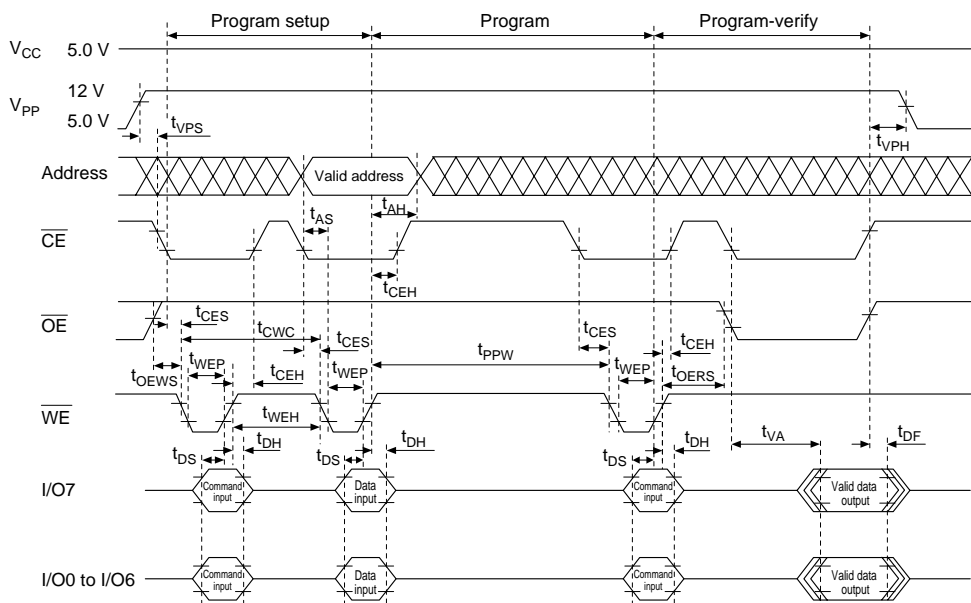 Program setup Program Program-verify
VCC 5.0 V
12 V
VPP
5.0 V
tVPS
tVPH
Address Valid address
tAS tAH
CE
tCEH
OE
tCES tCWC tCES tCES tCEH
tOEWS tWEP tCEH tWEP tPPW tWEP tOERS
WE
tWEH
tDS tDH tDS tDH tDS tDH tVA tDF
I/O7 Command input Data input Command input Valid data output
I/O0 to I/O6 Command input Data input Command input Valid data output